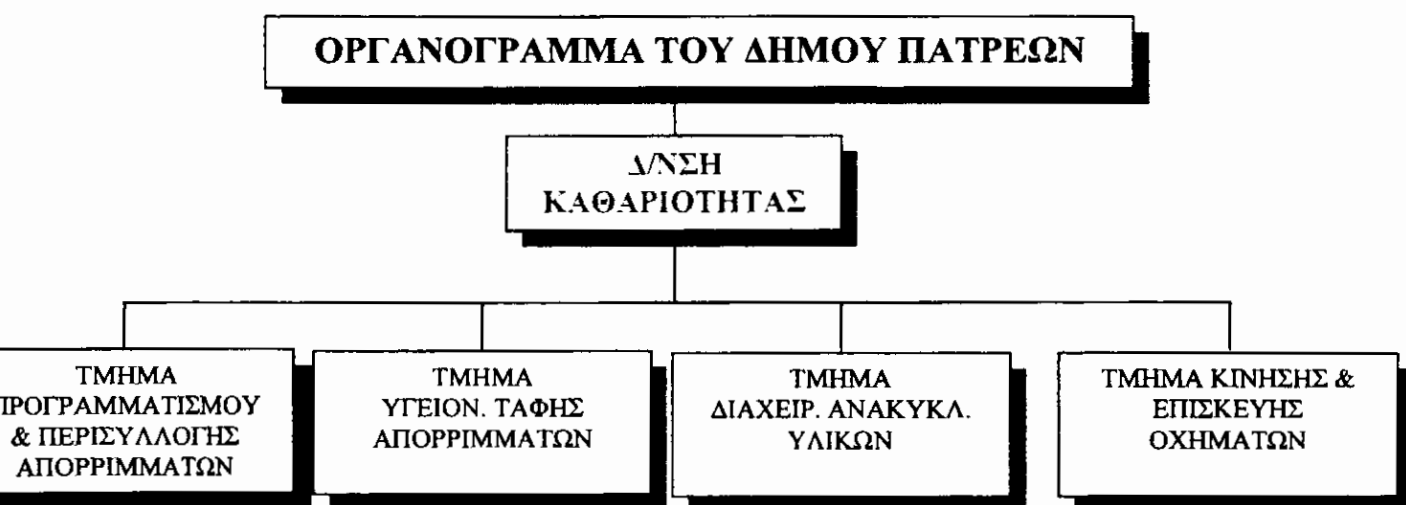 ΟΡΓΑΝΟΓΡΑΜΜΑ ΤΟΥ ΔΗΜΟΥ ΠΑΤΡΕΩΝ
Δ/ΝΣΗ
ΚΑΘΑΡΙΟΤΗΤΑΣ
ΤΜΗΜΑ
ΠΡΟΓΡΑΜΜΑΤΙΣΜΟΥ
& ΠΕΡΙΣΥΛΛΟΓΗΣ
ΑΠΟΡΡΙΜΜΑΤΩΝ
ΤΜΗΜΑ
ΥΓΕΙΟΝ. ΤΑΦΗΣ
ΑΠΟΡΡΙΜΜΑΤΩΝ
ΤΜΗΜΑ
ΔΙΑΧΕΙΡ. ΑΝΑΚΥΚΛ.
ΥΛΙΚΩΝ
ΤΜΗΜΑ ΚΙΝΗΣΗΣ &
ΕΠΙΣΚΕΥΗΣ
ΟΧΗΜΑΤΩΝ